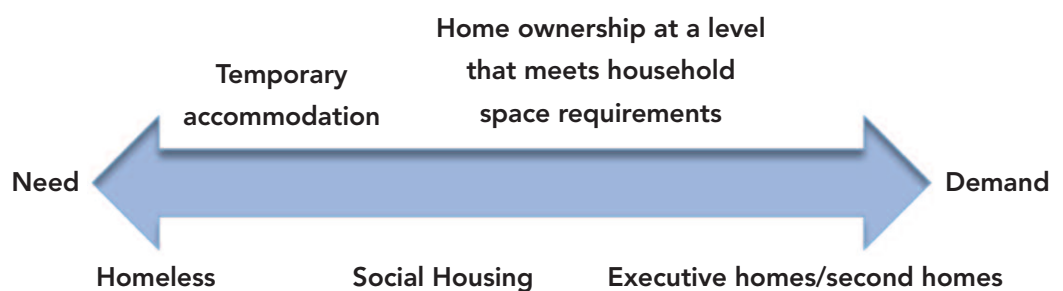 Home ownership at a level
that meets household
space requirements
Temporary
accommodation
Need
Demand
Homeless
Social Housing
Executive homes/second homes